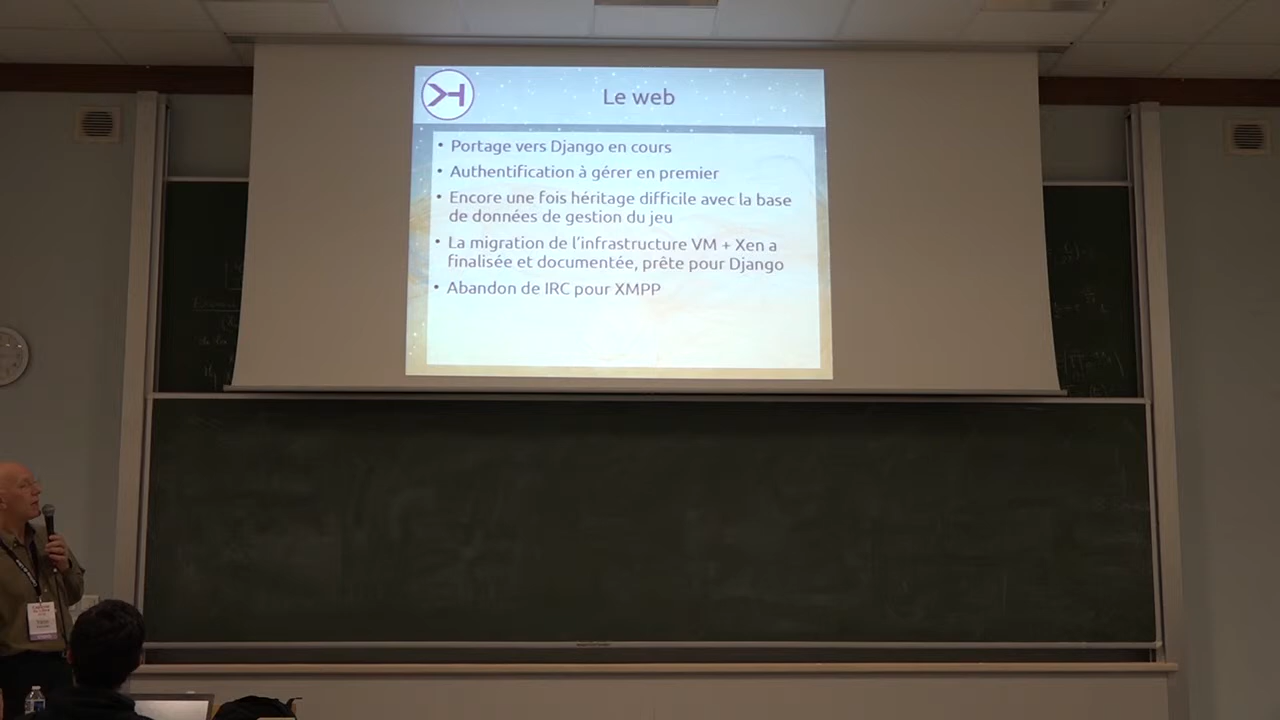 Le web
• Portage vers Django en cours
• Authentification à gérer en premier
• Encore une fois héritage difficile avec la base
de données de gestion du jeu
• La migration de l'infrastructure VM + Xen a
finalisée et documentée, prête pour Django
• Abandon de IRC pour XMPP